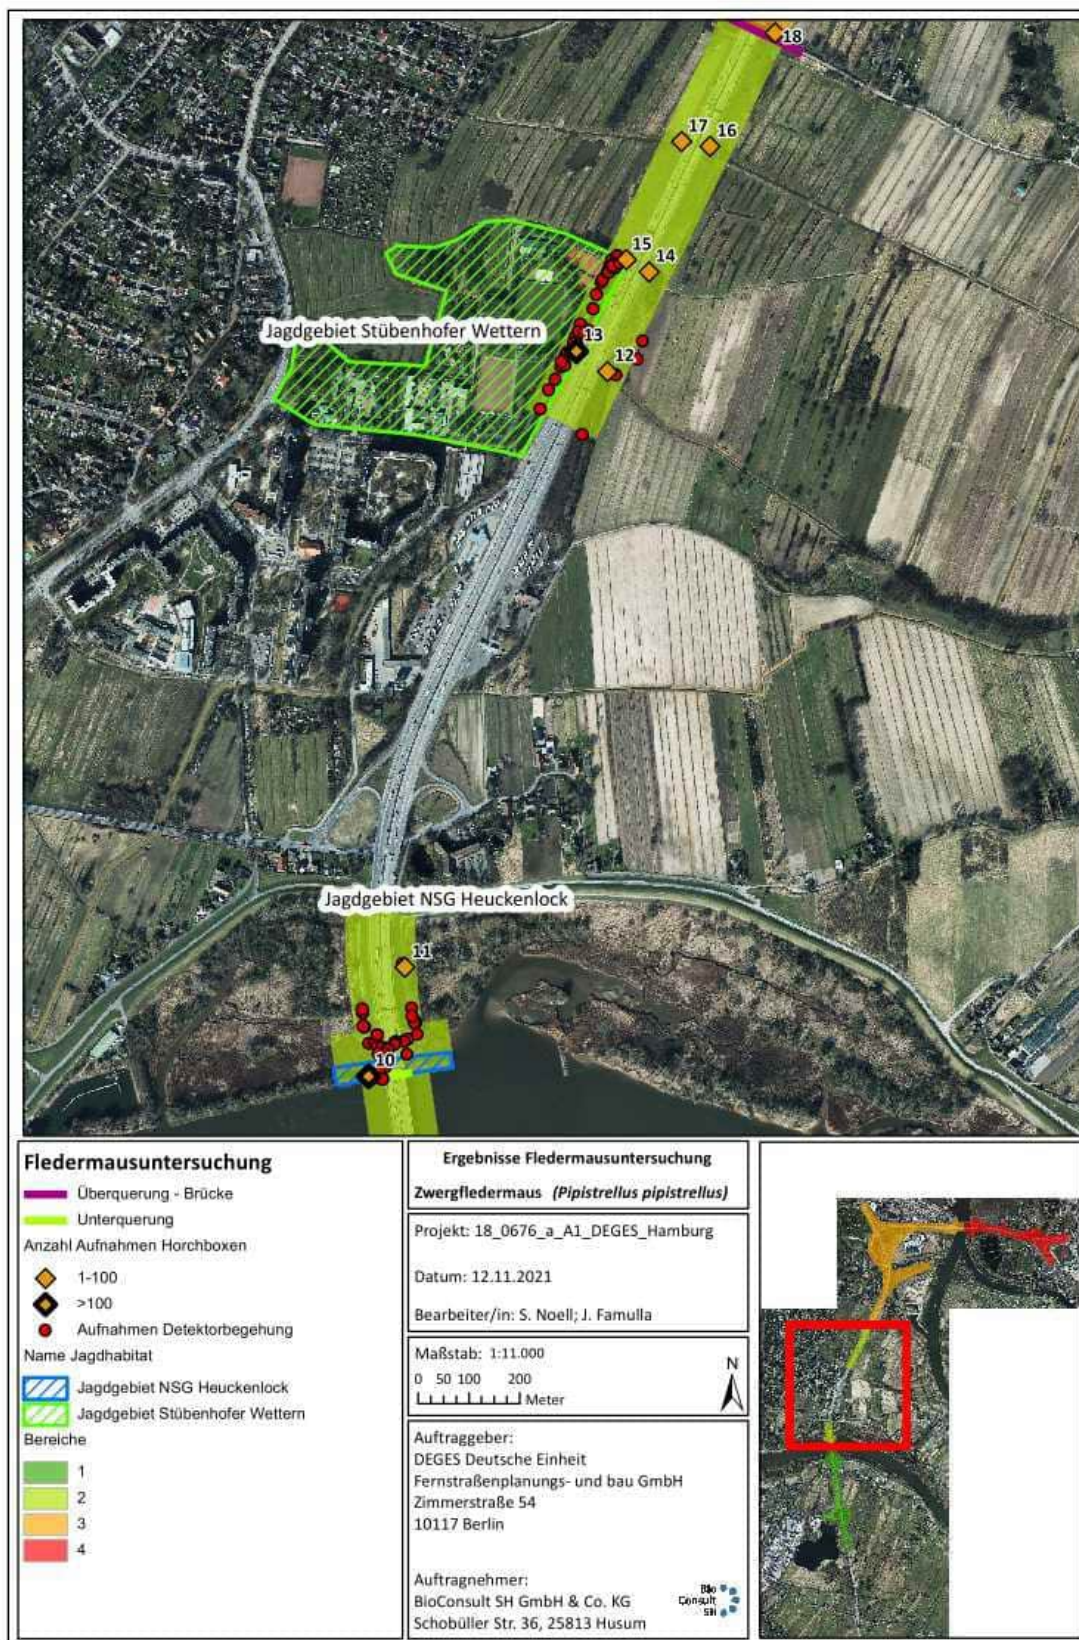 18
17
16
15
14
Jagdgebiet Stübenhofer Wettern
13
12
Jagdgebiet NSG Heuckenlock
11
10
Fledermausuntersuchung
Überquerung - Brücke
Unterquerung
Anzahl Aufnahmen Horchboxen
1-100
>100
Aufnahmen Detektorbegehung
Name Jagdhabitat
Jagdgebiet NSG Heuckenlock
Jagdgebiet Stübenhofer Wettern
Bereiche
1
2
3
4
Ergebnisse Fledermausuntersuchung
Zwergfledermaus (Pipistrellus pipistrellus)
Projekt: 18_0676_a_A1_DEGES_Hamburg
Datum: 12.11.2021
Bearbeiter/in: S. Noell; J. Famulla
Maßstab: 1:11.000
0 50 100 200
Meter
N
Auftraggeber:
DEGES Deutsche Einheit
Fernstraßenplanungs- und bau GmbH
Zimmerstraße 54
10117 Berlin
Auftragnehmer:
BioConsult SH GmbH & Co. KG
Schobüller Str. 36, 25813 Husum
Bio
Consult
SH